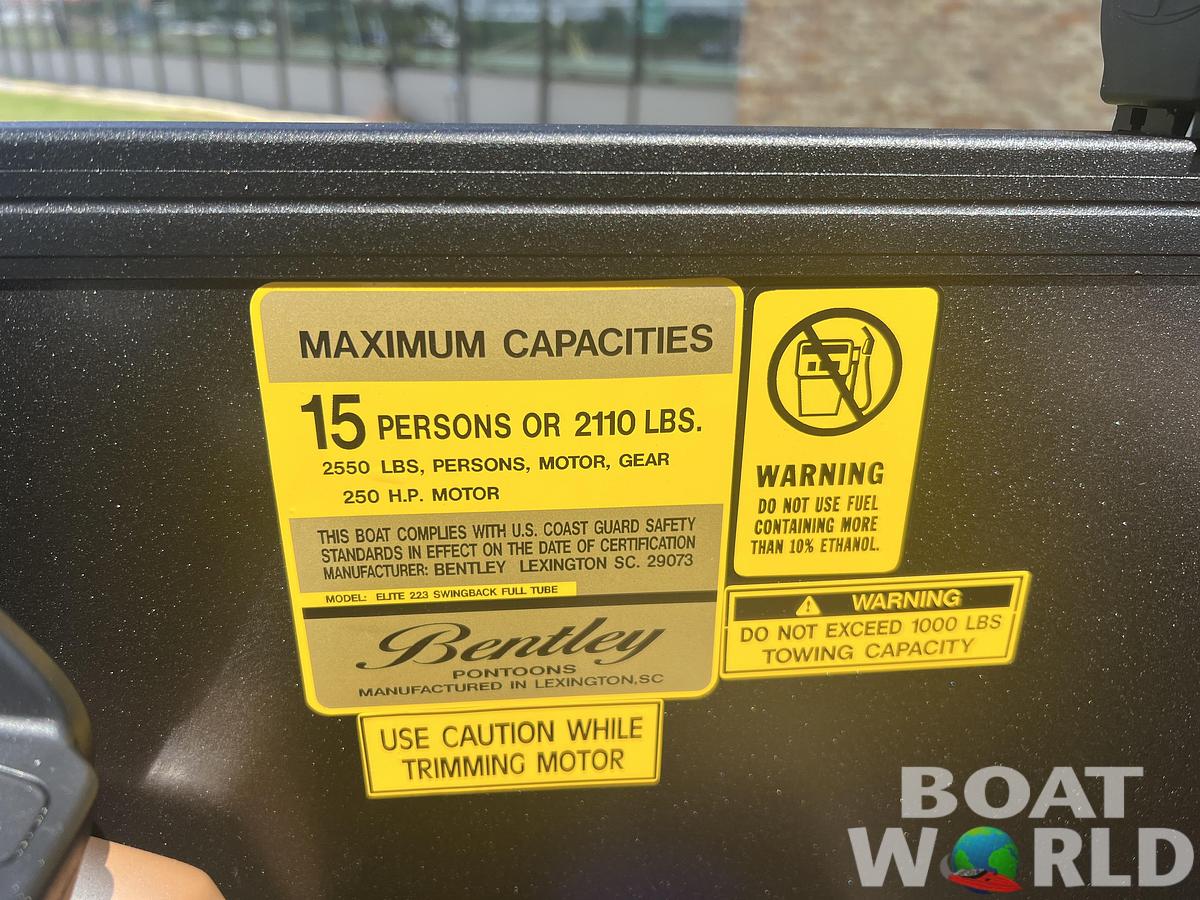 MAXIMUM CAPACITIES
15 PERSONS OR 2110 LBS.
2550 LBS, PERSONS, MOTOR, GEAR
250 H.P. MOTOR
THIS BOAT COMPLIES WITH U.S. COAST GUARD SAFETY
STANDARDS IN EFFECT ON THE DATE OF CERTIFICATION
MANUFACTURER: BENTLEY LEXINGTON SC. 29073
MODEL: ELITE 223 SWINGBACK FULL TUBE
Bentley
PONTOONS
MANUFACTURED IN LEXINGTON,SC
WARNING
DO NOT USE FUEL
CONTAINING MORE
THAN 10% ETHANOL.
WARNING
DO NOT EXCEED 1000 LBS
TOWING CAPACITY
USE CAUTION WHILE
TRIMMING MOTOR
BOAT
WORLD